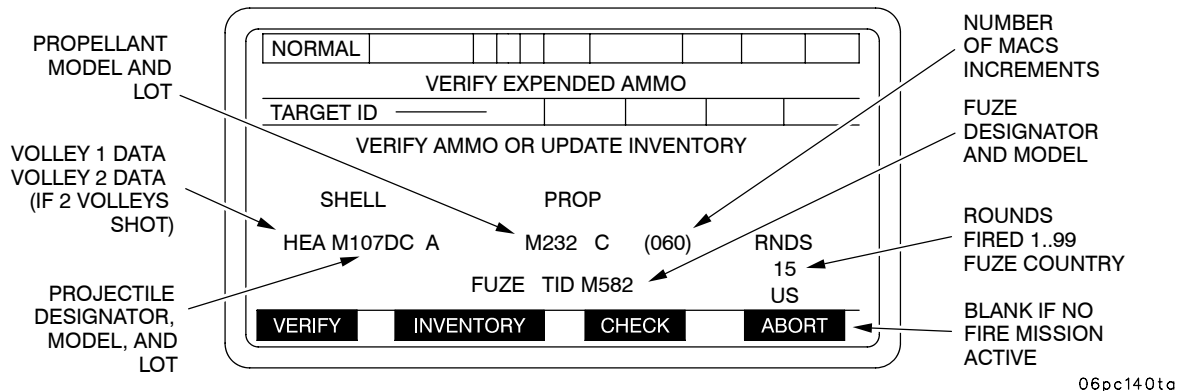 PROPELLANT
MODEL AND
LOT
VOLLEY 1 DATA
VOLLEY 2 DATA
(IF 2 VOLLEYS
SHOT)
PROJECTILE
DESIGNATOR,
MODEL, AND
LOT
NORMAL
VERIFY EXPENDED AMMO
TARGET ID
VERIFY AMMO OR UPDATE INVENTORY
SHELL PROP
HEA M107DC A M232 C (060) RNDS
15
FUZE TID M582
US
VERIFY INVENTORY CHECK ABORT
NUMBER
OF MACS
INCREMENTS
FUZE
DESIGNATOR
AND MODEL
ROUNDS
FIRED 1..99
FUZE COUNTRY
BLANK IF NO
FIRE MISSION
ACTIVE
06pc140ta